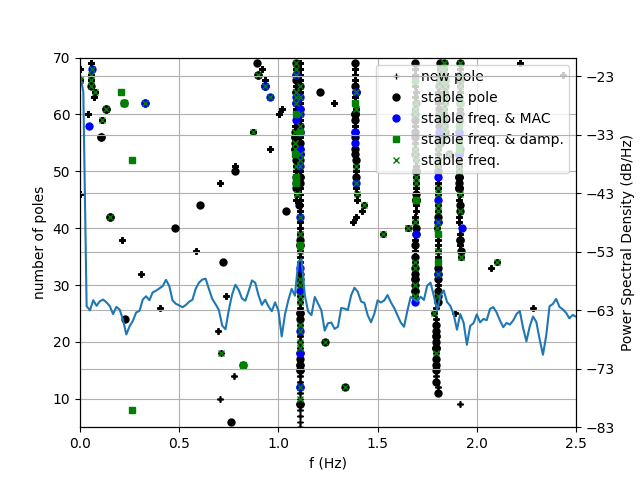 70
60
50
40
30
20
10
number of poles
new pole
stable pole
stable freq. & MAC
stable freq. & damp.
stable freq.
−23
−33
−43
−53
−63
−73
−83
Power Spectral Density (dB/Hz)
0.0 0.5 1.0 1.5 2.0 2.5
f (Hz)